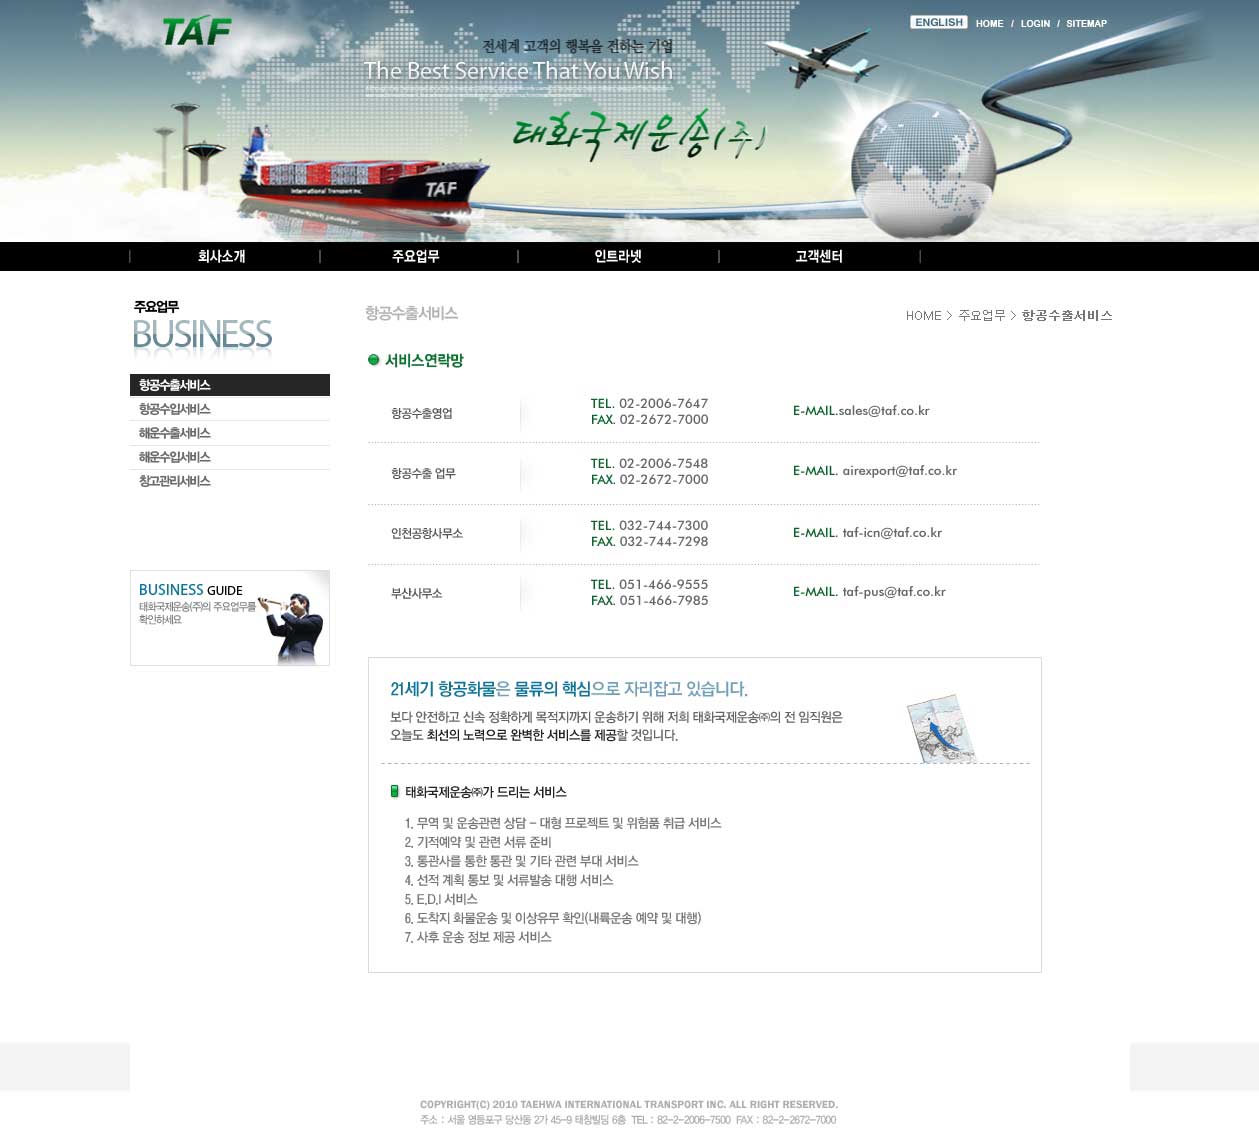 TAF
ENGLISH HOME / LOGIN / SITEMAP
전세계 고객의 행복을 전하는 기업
The Best Service That You Wish
태화국제운송(주)
International Transport Inc.
TAF
회사소개 주요업무 인트라넷 고객센터
주요업무
BUSINESS
항공수출서비스
항공수입서비스
해운수출서비스
해운수입서비스
창고관리서비스
BUSINESS GUIDE
태화국제운송(주)의 주요업무를
확인하세요
항공수출서비스
HOME > 주요업무 > 항공수출서비스
서비스연락망
항공수출영업
TEL. 02-2006-7647
FAX. 02-2672-7000
E-MAIL.sales@taf.co.kr
항공수출 업무
TEL. 02-2006-7548
FAX. 02-2672-7000
E-MAIL. airexport@taf.co.kr
인천공항사무소
TEL. 032-744-7300
FAX. 032-744-7298
E-MAIL. taf-icn@taf.co.kr
부산사무소
TEL. 051-466-9555
FAX. 051-466-7985
E-MAIL. taf-pus@taf.co.kr
21세기 항공화물은 물류의 핵심으로 자리잡고 있습니다.
보다 안전하고 신속 정확하게 목적지까지 운송하기 위해 저희 태화국제운송㈜의 전 임직원은
오늘도 최선의 노력으로 완벽한 서비스를 제공할 것입니다.
태화국제운송㈜가 드리는 서비스
1. 무역 및 운송관련 상담 - 대형 프로젝트 및 위험품 취급 서비스
2. 기적예약 및 관련 서류 준비
3. 통관사를 통한 통관 및 기타 관련 부대 서비스
4. 선적 계획 통보 및 서류발송 대행 서비스
5. E.D.I 서비스
6. 도착지 화물운송 및 이상유무 확인(내륙운송 예약 및 대행)
7. 사후 운송 정보 제공 서비스
COPYRIGHT(C) 2010 TAEHWA INTERNATIONAL TRANSPORT INC. ALL RIGHT RESERVED.
주소 : 서울 영등포구 당산동 2가 45-9 태창빌딩 6층 TEL : 82-2-2006-7500 FAX : 82-2-2672-7000